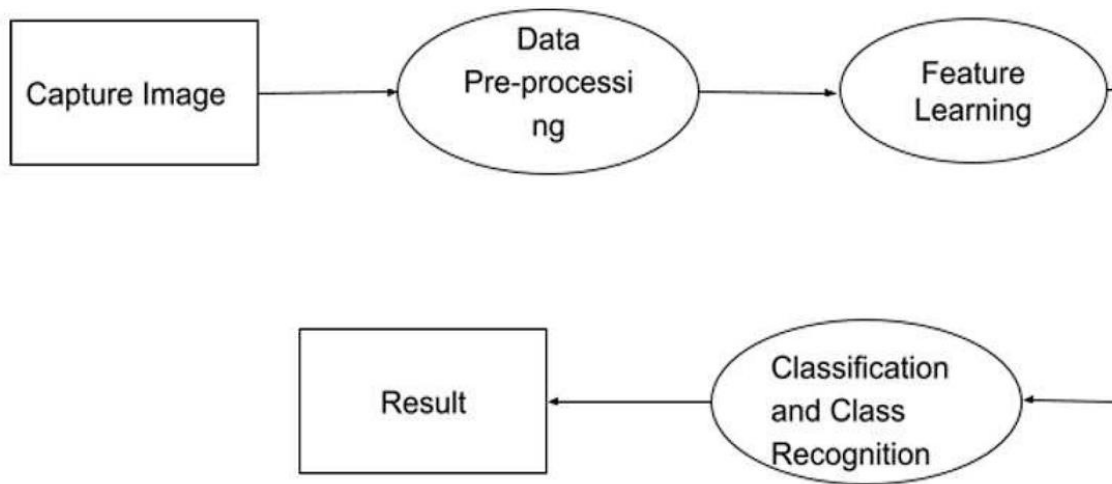 Capture Image
Data
Pre-processi
ng
Feature
Learning
Classification
and Class
Recognition
Result